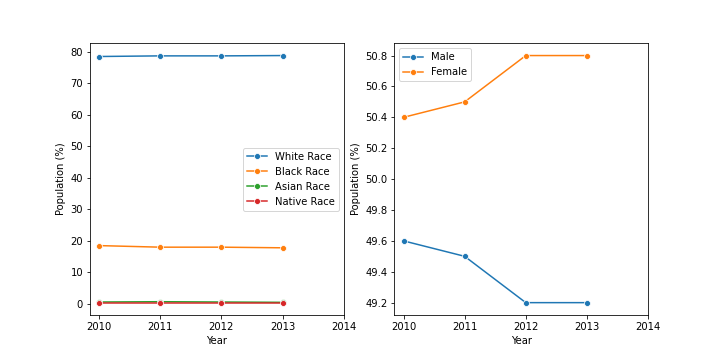 80
70
60
50
40
30
20
10
0
Population (%)
White Race
Black Race
Asian Race
Native Race
2010 2011 2012 2013 2014
Year
50.8
50.6
50.4
50.2
50.0
49.8
49.6
49.4
49.2
Population (%)
Male
Female
2010 2011 2012 2013 2014
Year